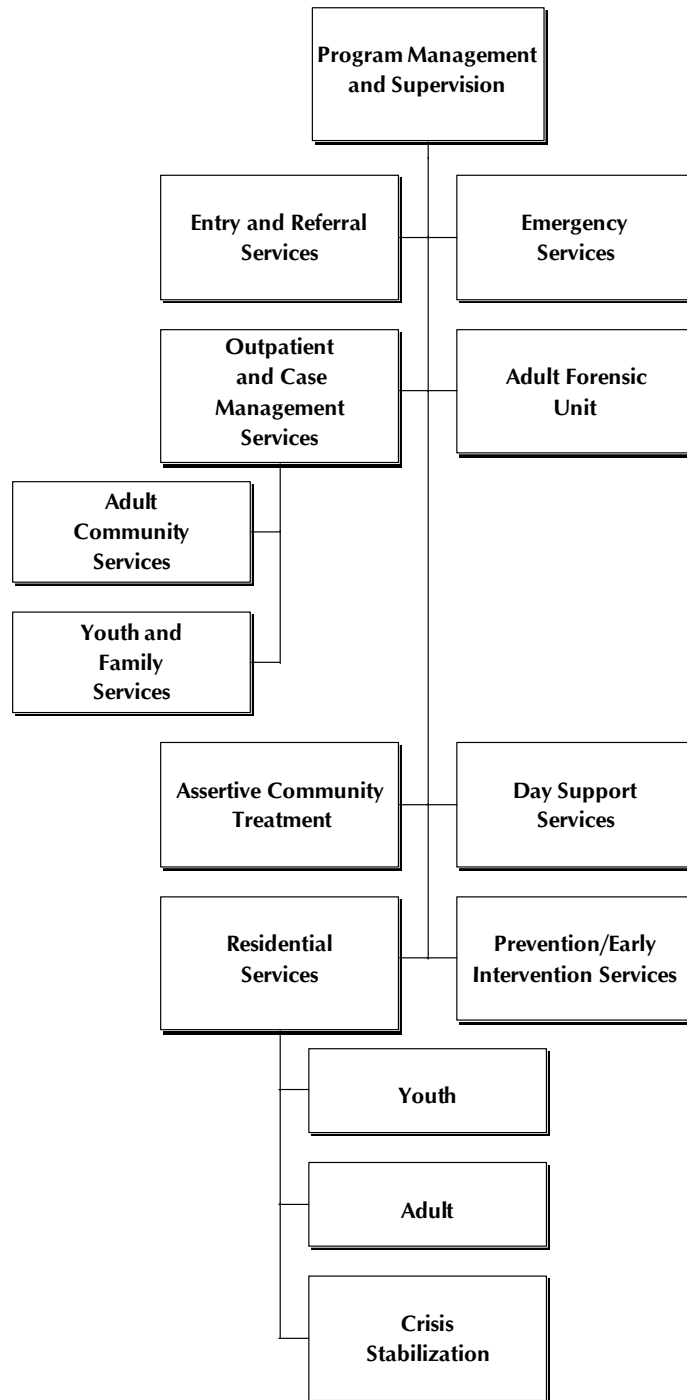 Program Management
and Supervision
Entry and Referral
Services
Emergency
Services
Outpatient
and Case
Management
Services
Adult Forensic
Unit
Adult
Community
Services
Youth and
Family
Services
Assertive Community
Treatment
Day Support
Services
Residential
Services
Prevention/Early
Intervention Services
Youth
Adult
Crisis
Stabilization